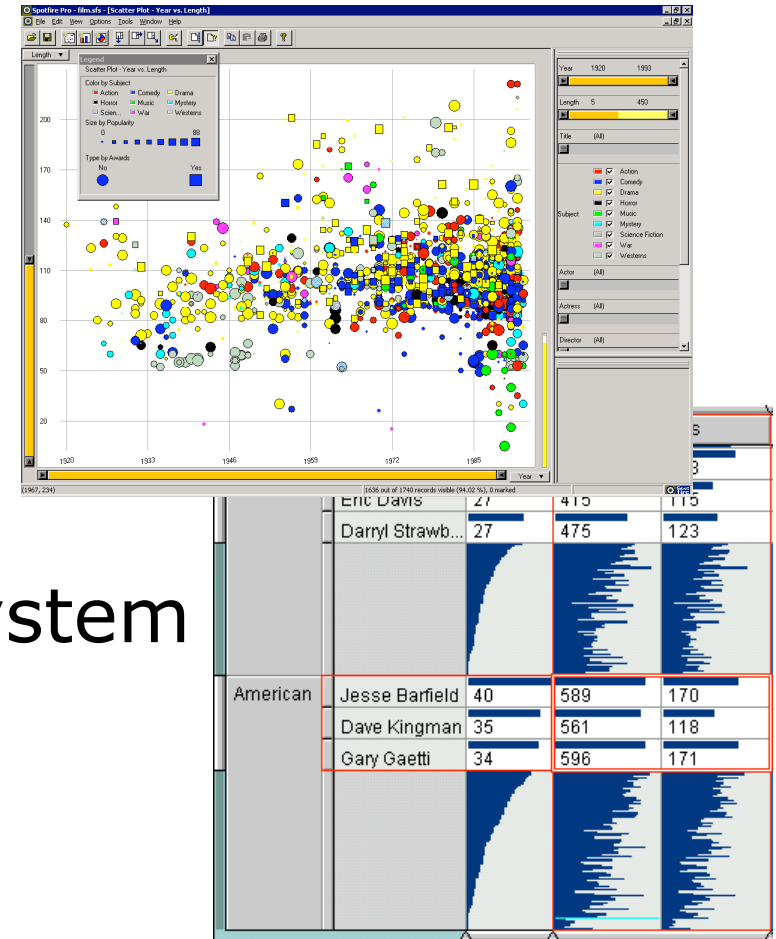 Spotfire Pro - film.sfs - [Scatter Plot - Year vs. Length]
File Edit View Options Tools Window Help
Length
Legend
Scatter Plot - Year vs. Length
Color by Subject
Action Comedy Drama
Horror Music Mystery
Scien... War Westerns
Size by Popularity
0 88
Type by Awards
No Yes
200
170
140
110
80
50
20
1920 1933 1946 1959 1972 1985
Year
(1967, 234)
1636 out of 1740 records visible (94.02 %), 0 marked
Year 1920 1993
Length 5 450
Title (All)
Subject
Action
Comedy
Drama
Horror
Music
Mystery
Science Fiction
War
Westerns
Actor (All)
Actress (All)
Director (All)
s
3
Eric Davis 27 415 115
Darryl Strawb... 27 475 123
ystem
American
Jesse Barfield 40 589 170
Dave Kingman 35 561 118
Gary Gaetti 34 596 171